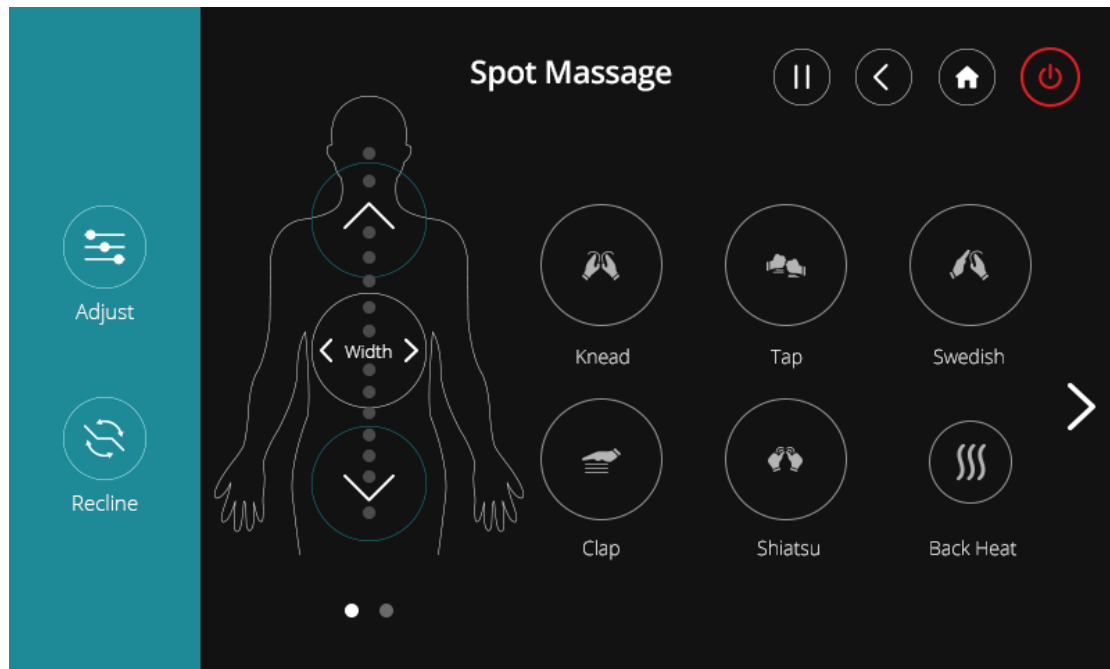 Spot Massage
Adjust
Recline
Width
Knead
Tap
Swedish
Clap
Shiatsu
Back Heat